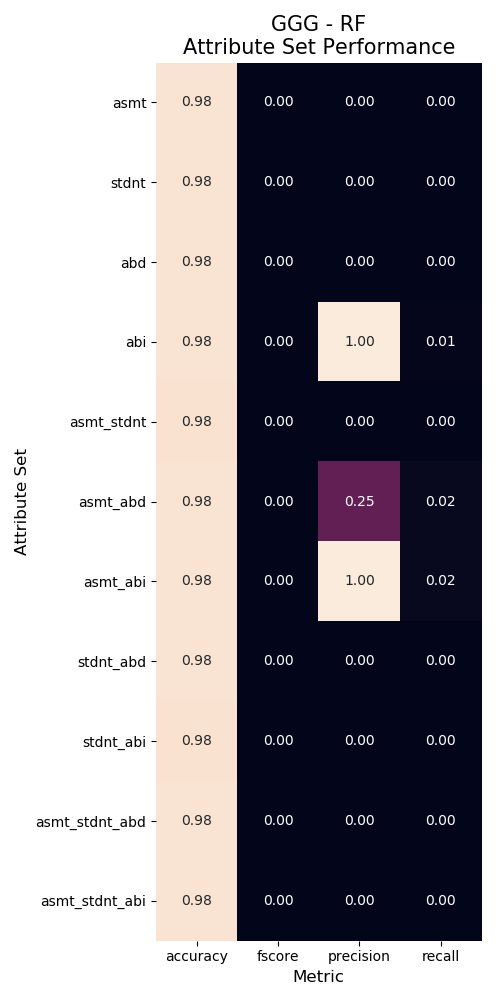 GGG - RF
Attribute Set Performance
asmt 0.98 0.00 0.00 0.00
stdnt 0.98 0.00 0.00 0.00
abd 0.98 0.00 0.00 0.00
abi 0.98 0.00 1.00 0.01
asmt_stdnt 0.98 0.00 0.00 0.00
asmt_abd 0.98 0.00 0.25 0.02
asmt_abi 0.98 0.00 1.00 0.02
stdnt_abd 0.98 0.00 0.00 0.00
stdnt_abi 0.98 0.00 0.00 0.00
asmt_stdnt_abd 0.98 0.00 0.00 0.00
asmt_stdnt_abi 0.98 0.00 0.00 0.00
Attribute Set
accuracy fscore precision recall
Metric